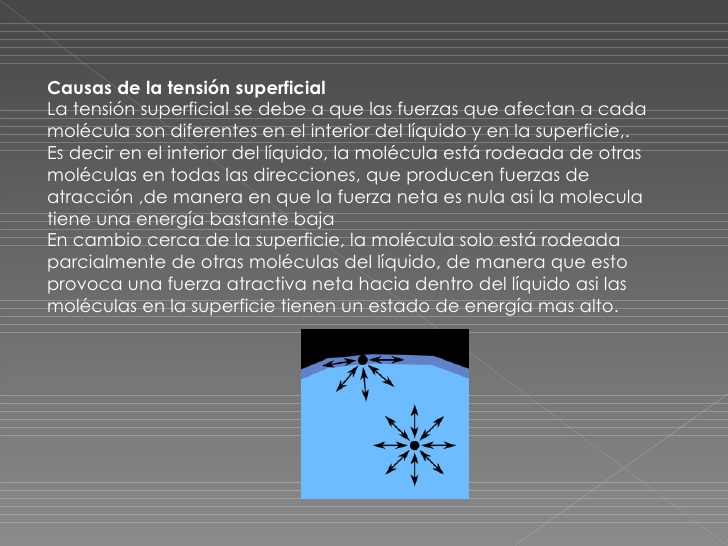 Causas de la tensión superficial
La tensión superficial se debe a que las fuerzas que afectan a cada
molécula son diferentes en el interior del líquido y en la superficie,.
Es decir en el interior del líquido, la molécula está rodeada de otras
moléculas en todas las direcciones, que producen fuerzas de
atracción ,de manera en que la fuerza neta es nula asi la molecula
tiene una energía bastante baja
En cambio cerca de la superficie, la molécula solo está rodeada
parcialmente de otras moléculas del líquido, de manera que esto
provoca una fuerza atractiva neta hacia dentro del líquido asi las
moléculas en la superficie tienen un estado de energía mas alto.